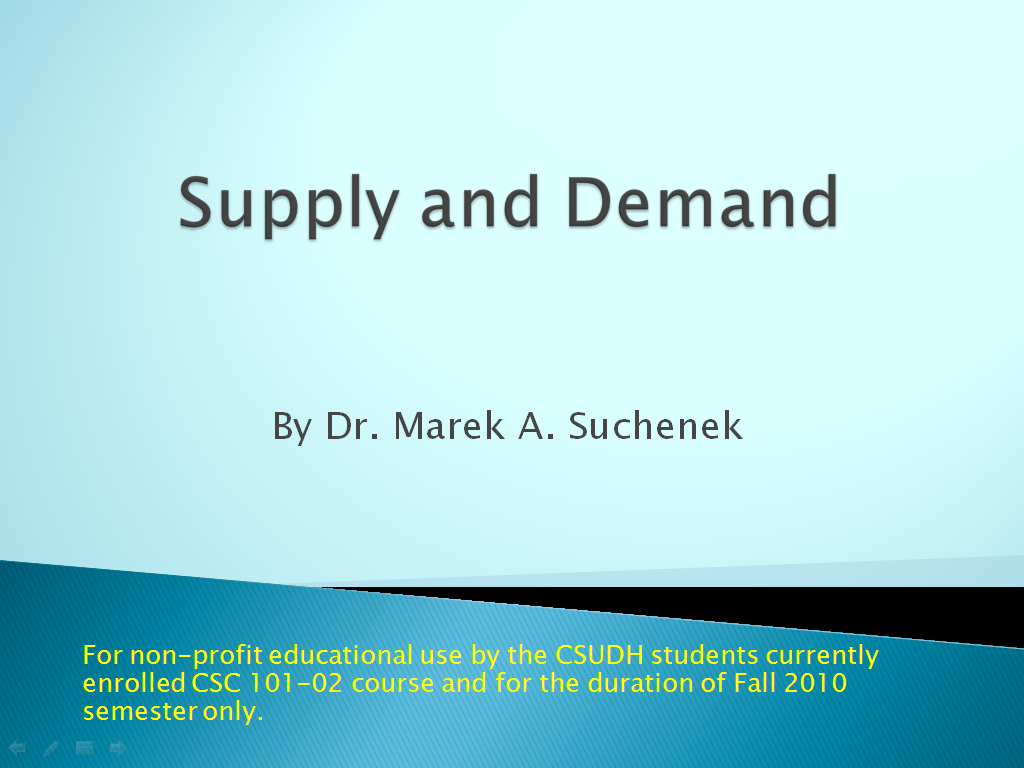 Supply and Demand
By Dr. Marek A. Suchenek
For non-profit educational use by the CSUDH students currently
enrolled CSC 101-02 course and for the duration of Fall 2010
semester only.